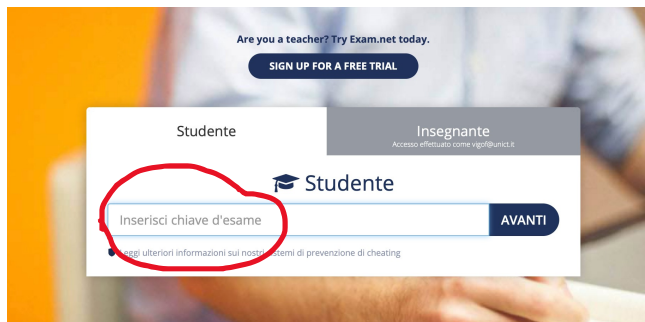 Are you a teacher? Try Exam.net today.
SIGN UP FOR A FREE TRIAL
Studente
Insegnante
Accesso effettuato come vigof@unict.it
Studente
Inserisci chiave d'esame
AVANTI
Leggi ulteriori informazioni sui nostri sistemi di prevenzione di cheating